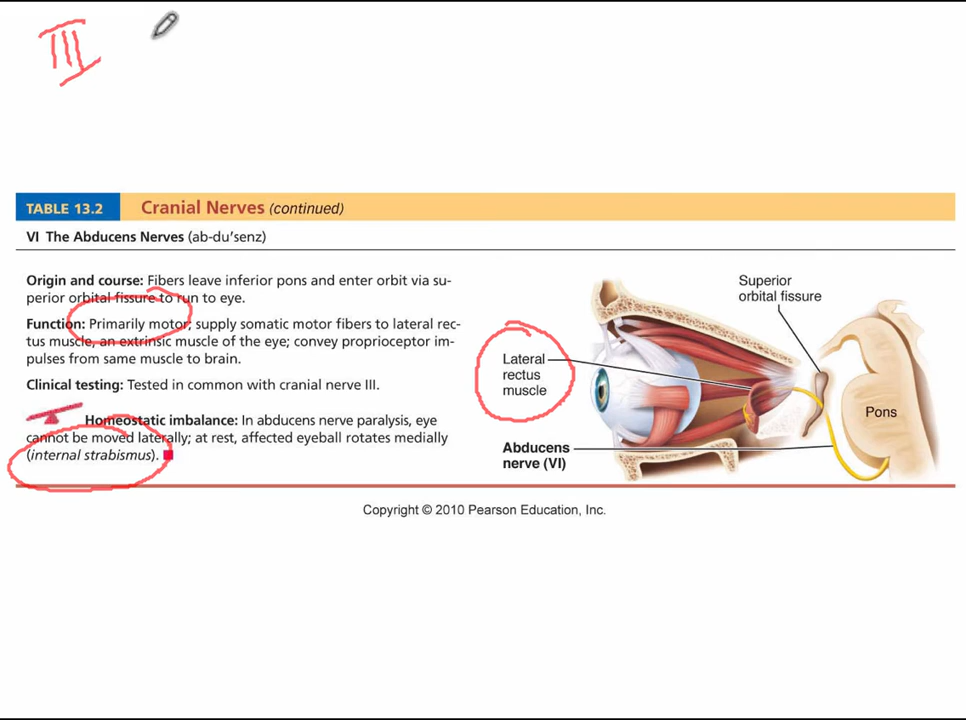 III
TABLE 13.2 Cranial Nerves (continued)
VI The Abducens Nerves (ab-du′senz)
Origin and course: Fibers leave inferior pons and enter orbit via su-
perior orbital fissure to run to eye.
Function: Primarily motor; supply somatic motor fibers to lateral rec-
tus muscle, an extrinsic muscle of the eye; convey proprioceptor im-
pulses from same muscle to brain.
Clinical testing: Tested in common with cranial nerve III.
Homeostatic imbalance: In abducens nerve paralysis, eye
cannot be moved laterally; at rest, affected eyeball rotates medially
(internal strabismus).
Superior
orbital fissure
Lateral
rectus
muscle
Pons
Abducens
nerve (VI)
Copyright © 2010 Pearson Education, Inc.